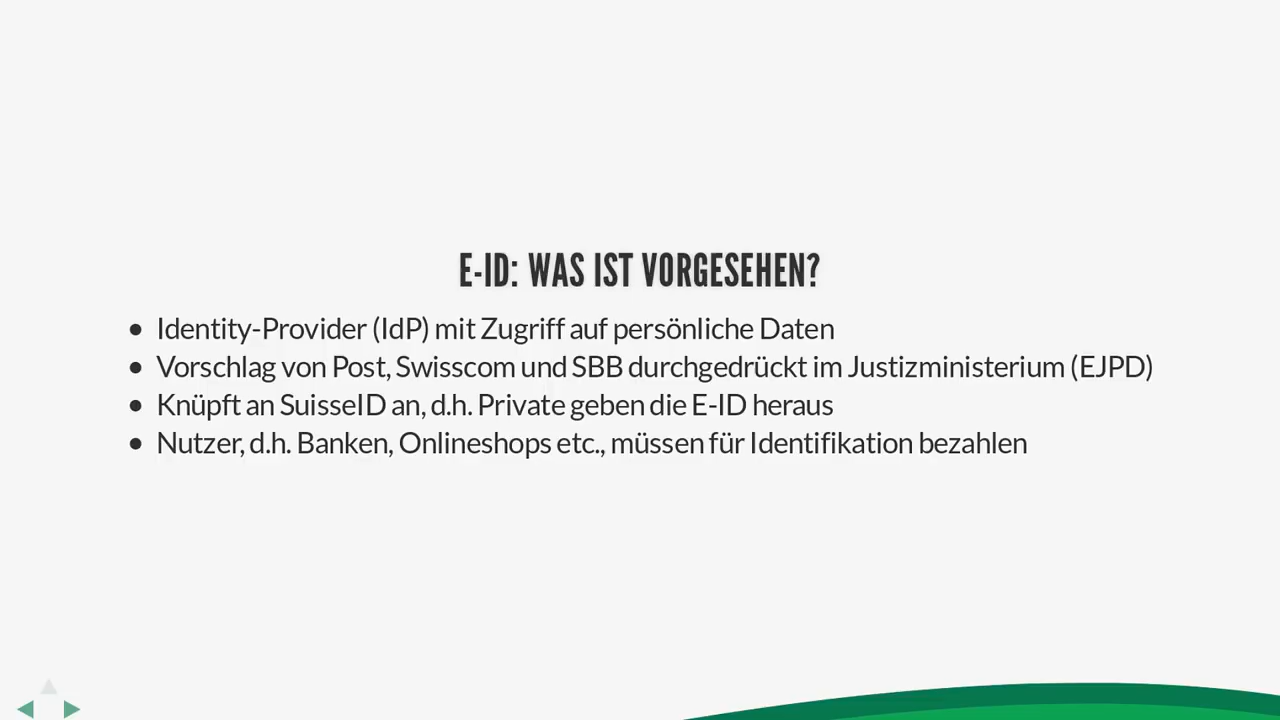 E-ID: WAS IST VORGESEHEN?
Identity-Provider (IdP) mit Zugriff auf persönliche Daten
Vorschlag von Post, Swisscom und SBB durchgedrückt im Justizministerium (EJPD)
Knüpft an SuisseID an, d.h. Private geben die E-ID heraus
Nutzer, d.h. Banken, Onlineshops etc., müssen für Identifikation bezahlen